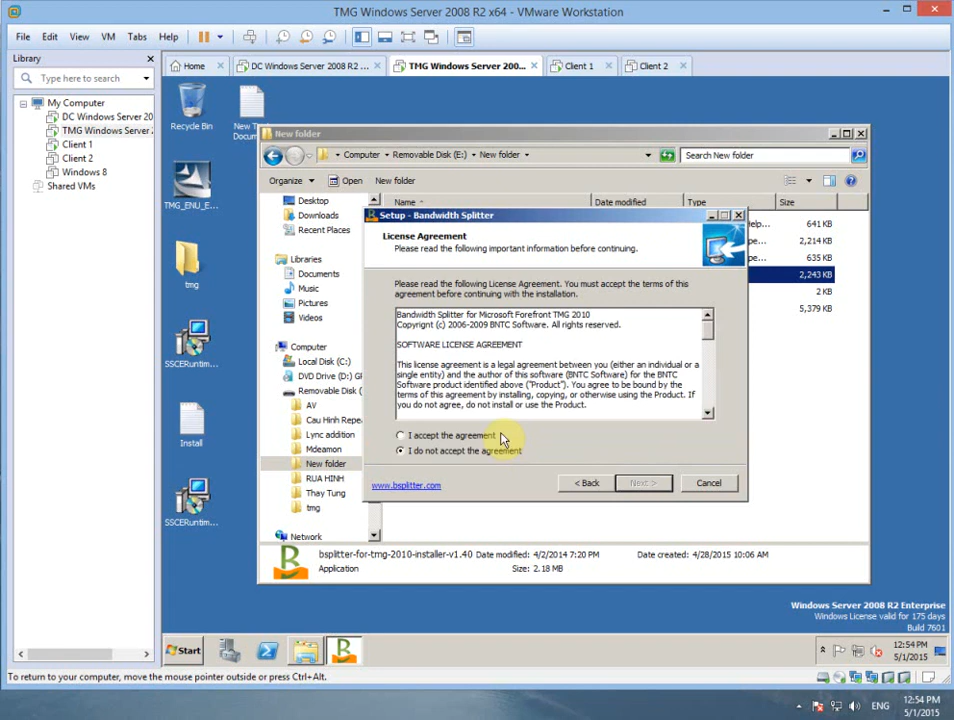 TMG Windows Server 2008 R2 x64 - VMware Workstation
File Edit View VM Tabs Help
Library
Type here to search
My Computer
DC Windows Server 20
TMG Windows Server
Client 1
Client 2
Windows 8
Shared VMs
Home
DC Windows Server 2008 R2 ...
TMG Windows Server 200...
Client 1
Client 2
Recycle Bin
TMG_ENU_E...
tmg
SSCERuntim...
Install
SSCERuntim...
New folder
Computer Removable Disk (E:) New folder
Search New folder
Organize Open New folder
Name Date modified Type Size
Desktop
Downloads
Recent Places
Libraries
Documents
Music
Pictures
Videos
Computer
Local Disk (C:)
Removable Disk (
AV
Cau Hinh Repe
Lync addition
Mdeamon
New folder
RUA HINH
Thay Tung
tmg
Network
641 KB
2,214 KB
635 KB
2,243 KB
2 KB
5,379 KB
Setup - Bandwidth Splitter
License Agreement
Please read the following important information before continuing.
Please read the following License Agreement. You must accept the terms of this
agreement before continuing with the installation.
Bandwidth Splitter for Microsoft Forefront TMG 2010
Copyright (c) 2006-2009 BNTC Software. All rights reserved.
SOFTWARE LICENSE AGREEMENT
This license agreement is a legal agreement between you (either an individual or a
single entity) and the author of this software (BNTC Software) for the BNTC
Software product identified above ("Product"). You agree to be bound by the
terms of this agreement by installing, copying, or otherwise using the Product. If
you do not agree, do not install or use the Product.
I accept the agreement
I do not accept the agreement
www.bsplitter.com
< Back Next > Cancel
bsplitter-for-tmg-2010-installer-v1.40 Date modified: 4/2/2014 7:20 PM Date created: 4/28/2015 10:06 AM
Application Size: 2.18 MB
Windows Server 2008 R2 Enterprise
Windows License valid for 175 days
Build 7601
Start
12:54 PM
5/1/2015
To return to your computer, move the mouse pointer outside or press Ctrl+Alt.
ENG
12:54 PM
5/1/2015